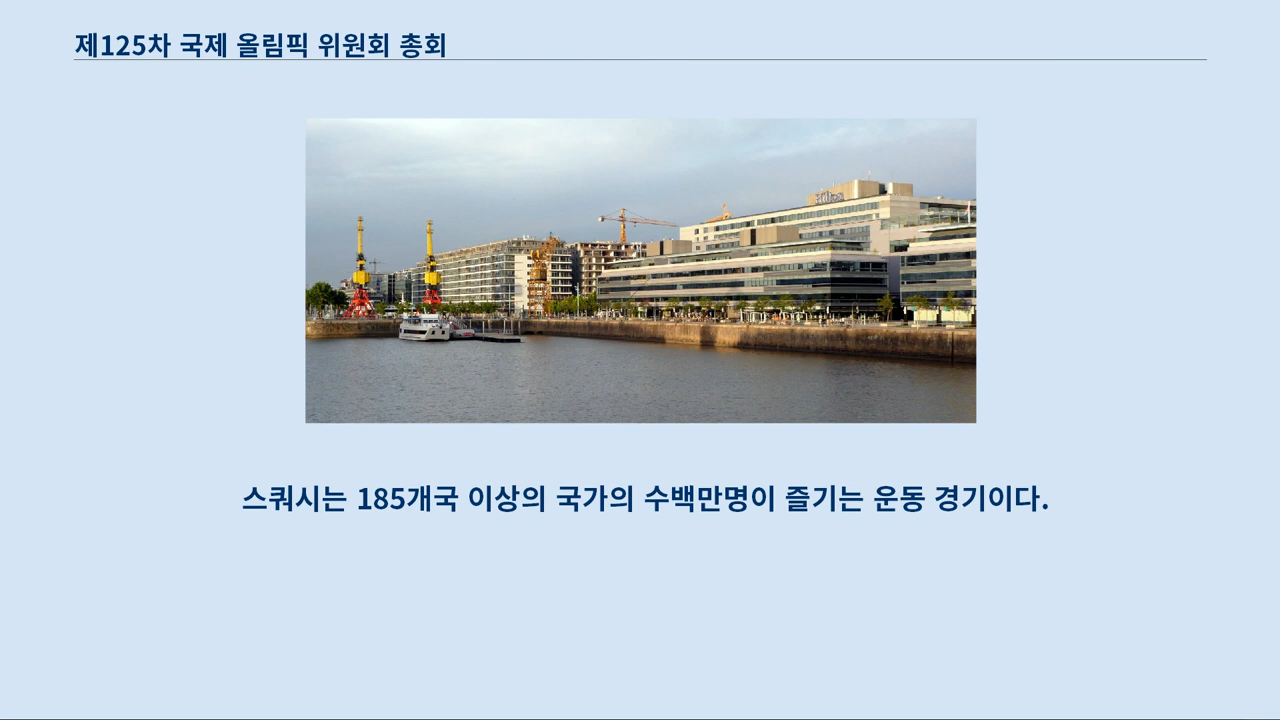 제125차 국제 올림픽 위원회 총회
Hilton
스쿼시는 185개국 이상의 국가의 수백만명이 즐기는 운동 경기이다.